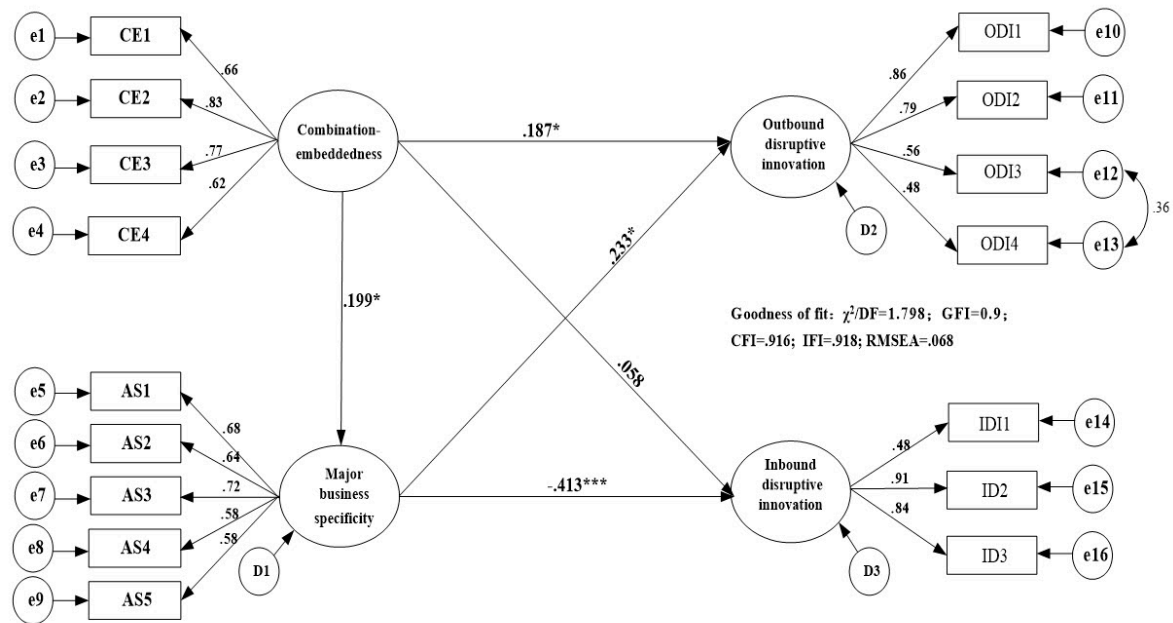 e1
CE1
.66
e2
CE2
.83
e3
CE3
.77
e4
CE4
.62
Combination-
embeddedness
.187*
.199*
.233*
.058
-.413***
Outbound
disruptive
innovation
D2
.86
ODI1
e10
.79
ODI2
e11
.56
ODI3
e12
.48
ODI4
e13
.36
Goodness of fit: χ²/DF=1.798; GFI=0.9;
CFI=.916; IFI=.918; RMSEA=.068
e5
AS1
.68
e6
AS2
.64
e7
AS3
.72
e8
AS4
.58
e9
AS5
.58
Major
business
specificity
D1
Inbound
disruptive
innovation
D3
.48
IDI1
e14
.91
ID2
e15
.84
ID3
e16